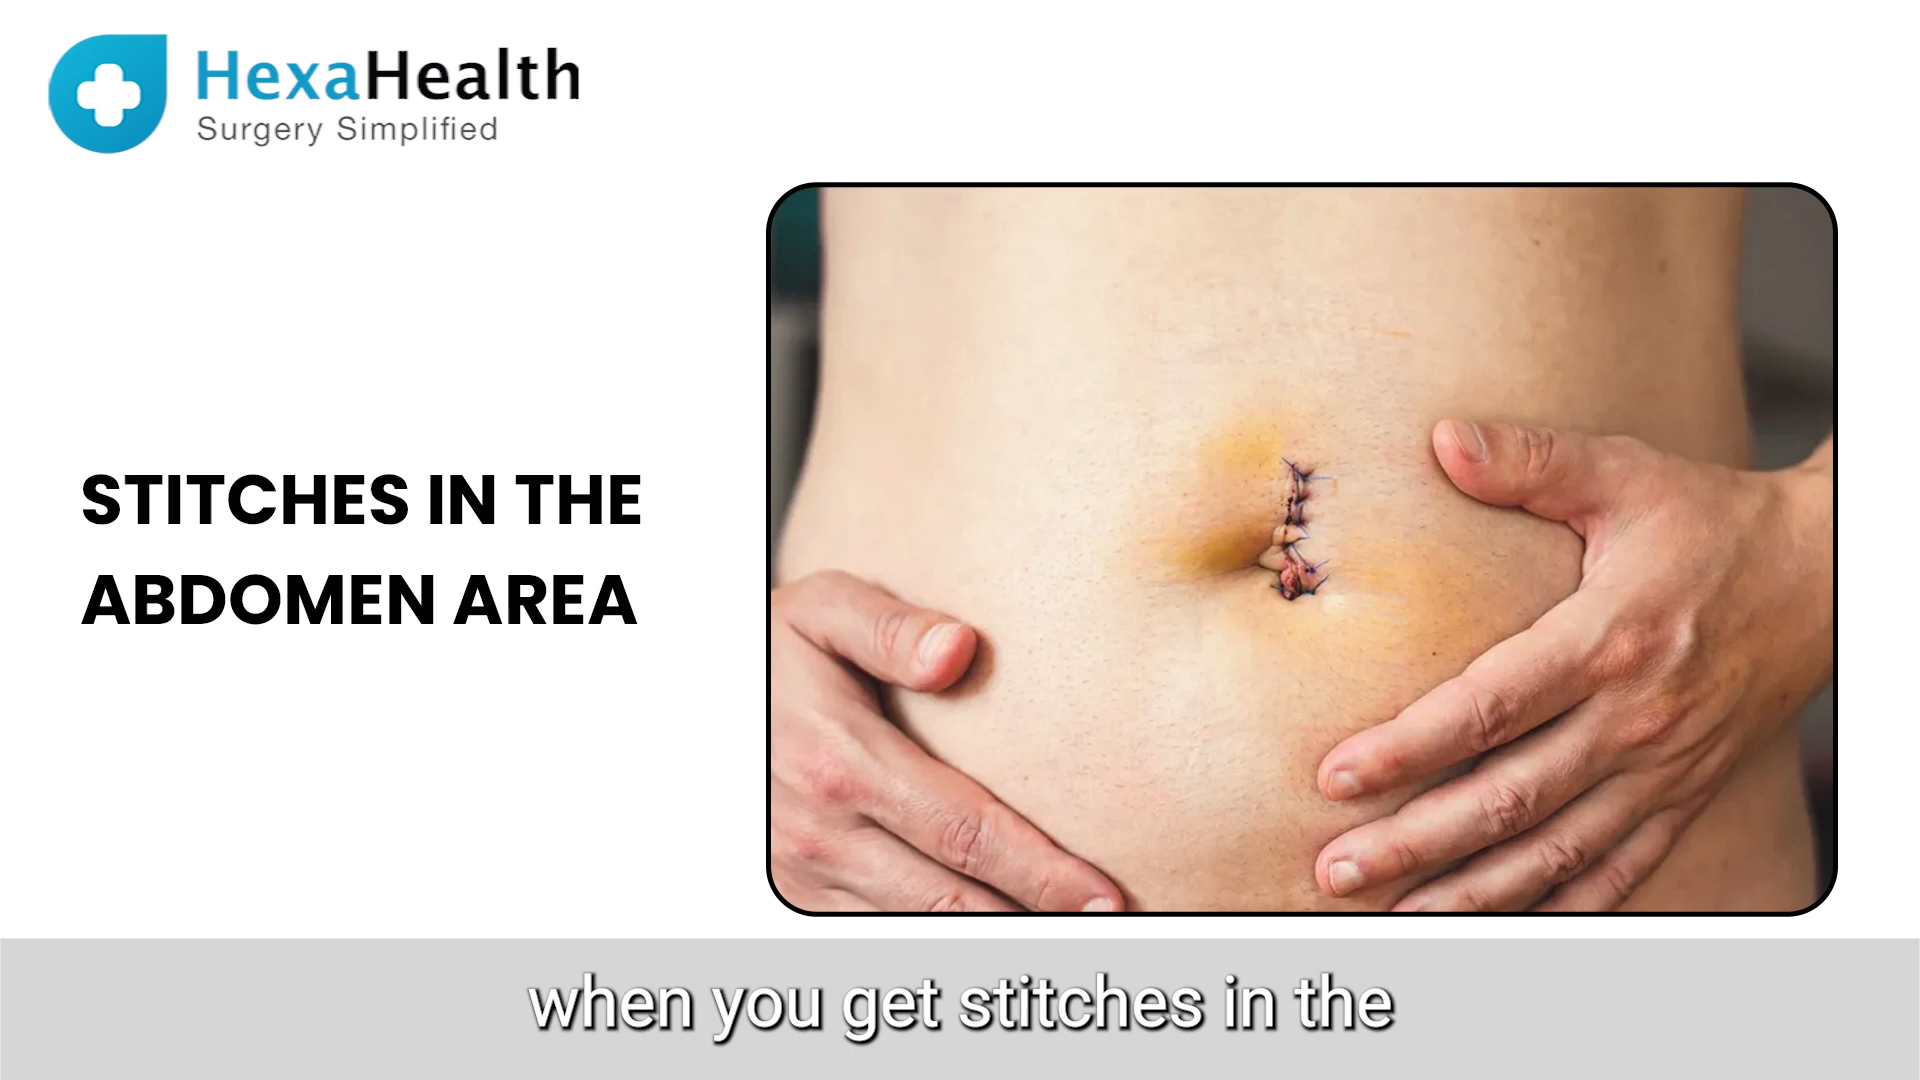 HexaHealth
Surgery Simplified
STITCHES IN THE
ABDOMEN AREA
when you get stitches in the